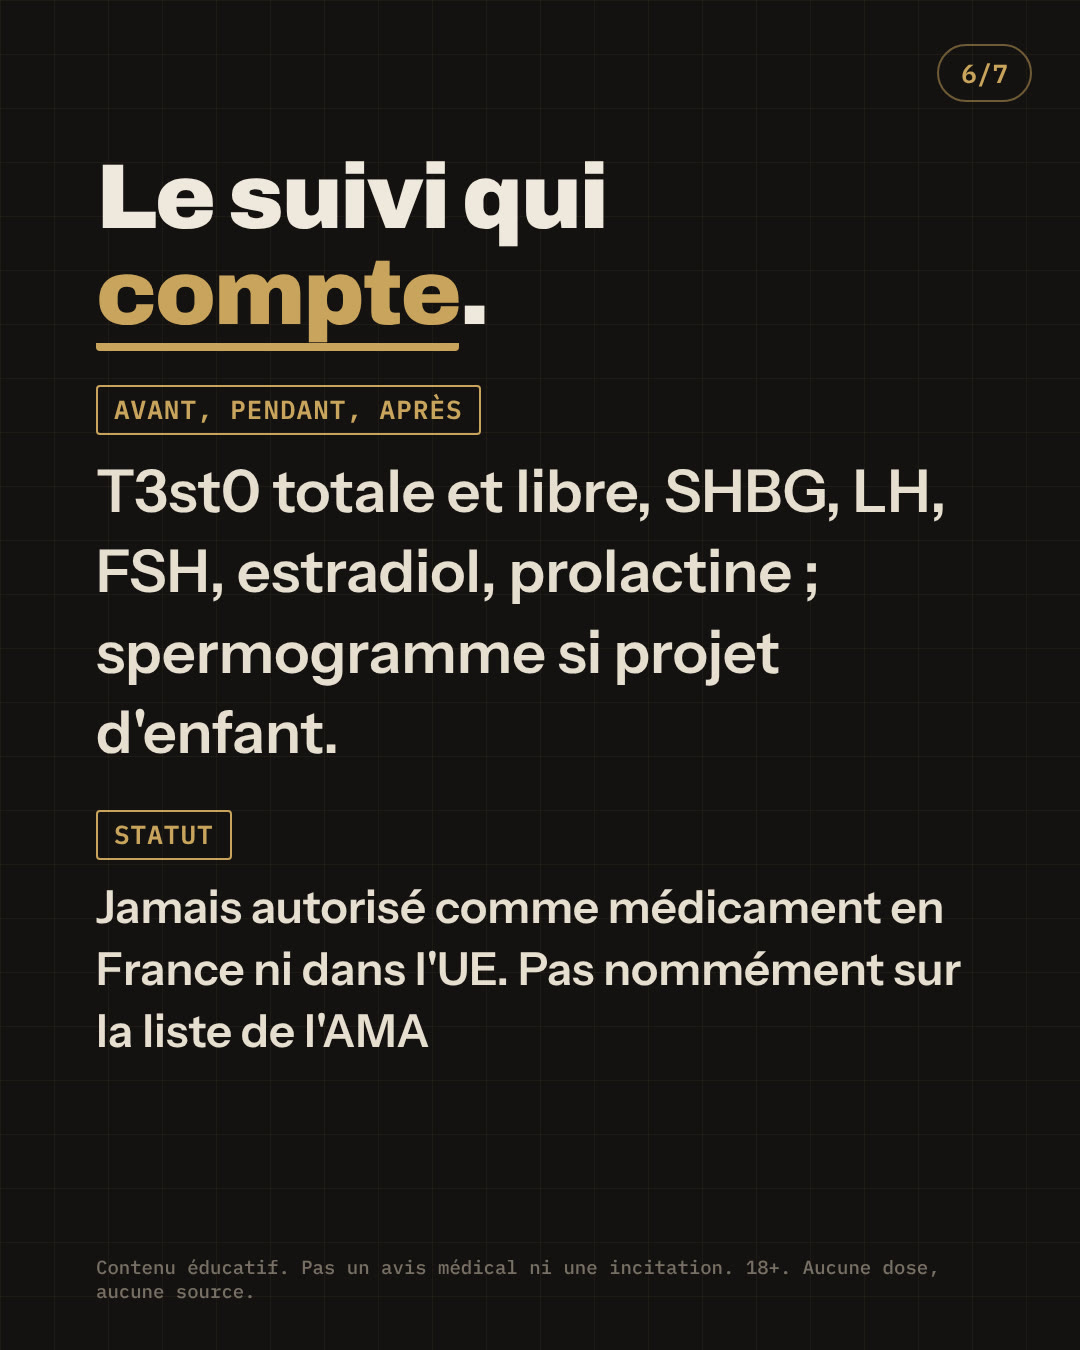 6/7
Le suivi qui
compte.
AVANT, PENDANT, APRÈS
T3st0 totale et libre, SHBG, LH,
FSH, estradiol, prolactine ;
spermogramme si projet
d'enfant.
STATUT
Jamais autorisé comme médicament en
France ni dans l'UE. Pas nommément sur
la liste de l'AMA
Contenu éducatif. Pas un avis médical ni une incitation. 18+. Aucune dose,
aucune source.